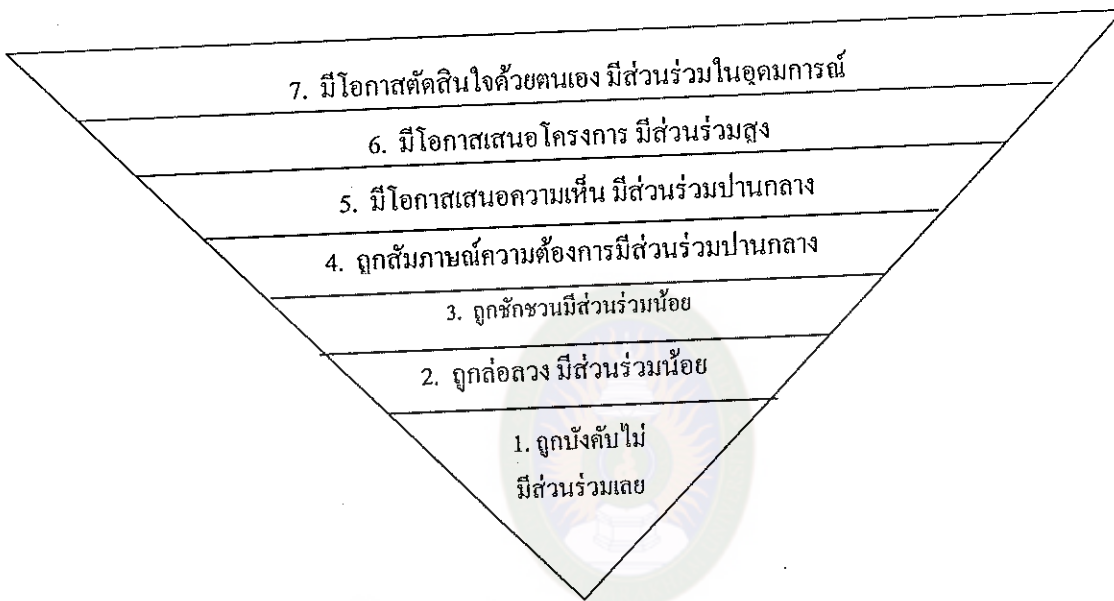 7. มีโอกาสตัดสินใจด้วยตนเอง มีส่วนร่วมในอุดมการณ์
6. มีโอกาสเสนอโครงการ มีส่วนร่วมสูง
5. มีโอกาสเสนอความเห็น มีส่วนร่วมปานกลาง
4. ถูกสัมภาษณ์ความต้องการมีส่วนร่วมปานกลาง
3. ถูกชักชวนมีส่วนร่วมน้อย
2. ถูกล่อลวง มีส่วนร่วมน้อย
1. ถูกบังคับไม่
มีส่วนร่วมเลย